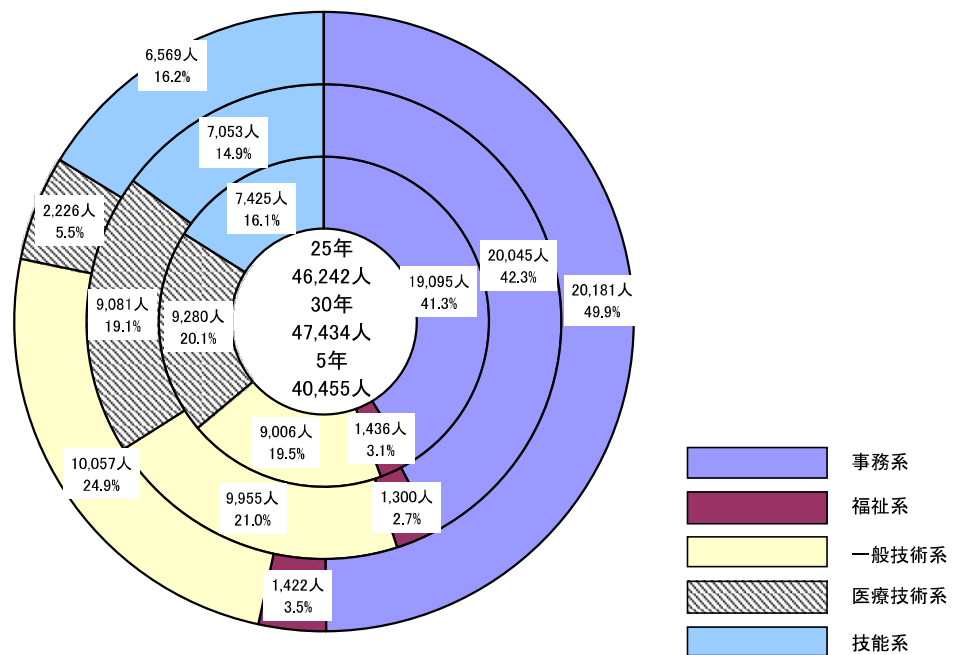 6,569人
16.2%
7,053人
14.9%
7,425人
16.1%
2,226人
5.5%
9,081人
19.1%
9,280人
20.1%
25年
46,242人
30年
47,434人
5年
40,455人
19,095人
41.3%
20,045人
42.3%
20,181人
49.9%
9,006人
19.5%
1,436人
3.1%
10,057人
24.9%
9,955人
21.0%
1,300人
2.7%
1,422人
3.5%
事務系
福祉系
一般技術系
医療技術系
技能系